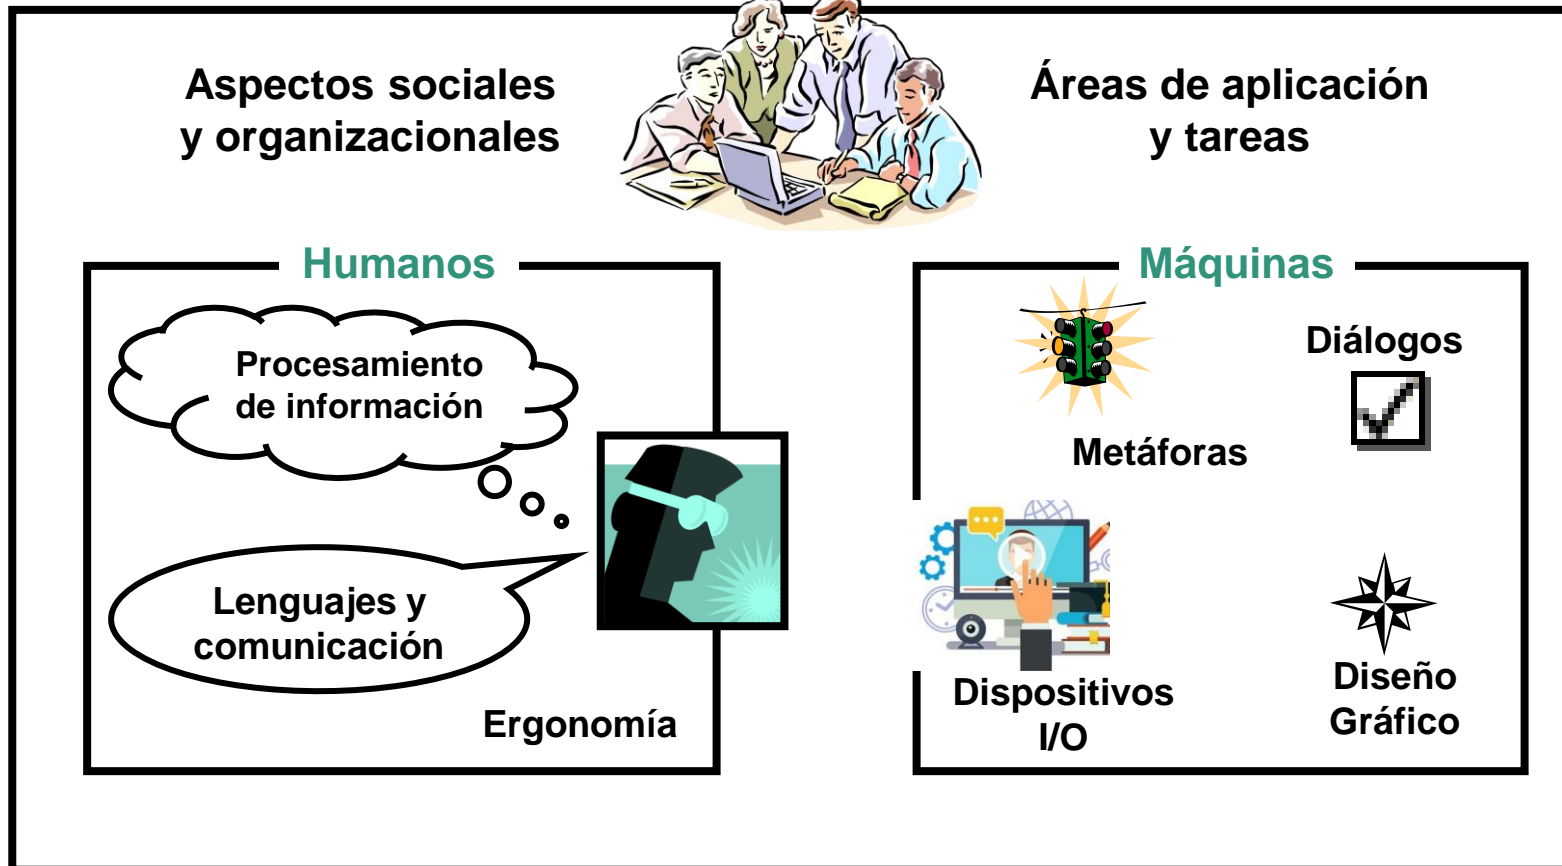 Aspectos sociales
y organizacionales
Áreas de aplicación
y tareas
Humanos
Procesamiento
de información
Lenguajes y
comunicación
Ergonomía
Máquinas
Diálogos
Metáforas
Dispositivos
I/O
Diseño
Gráfico